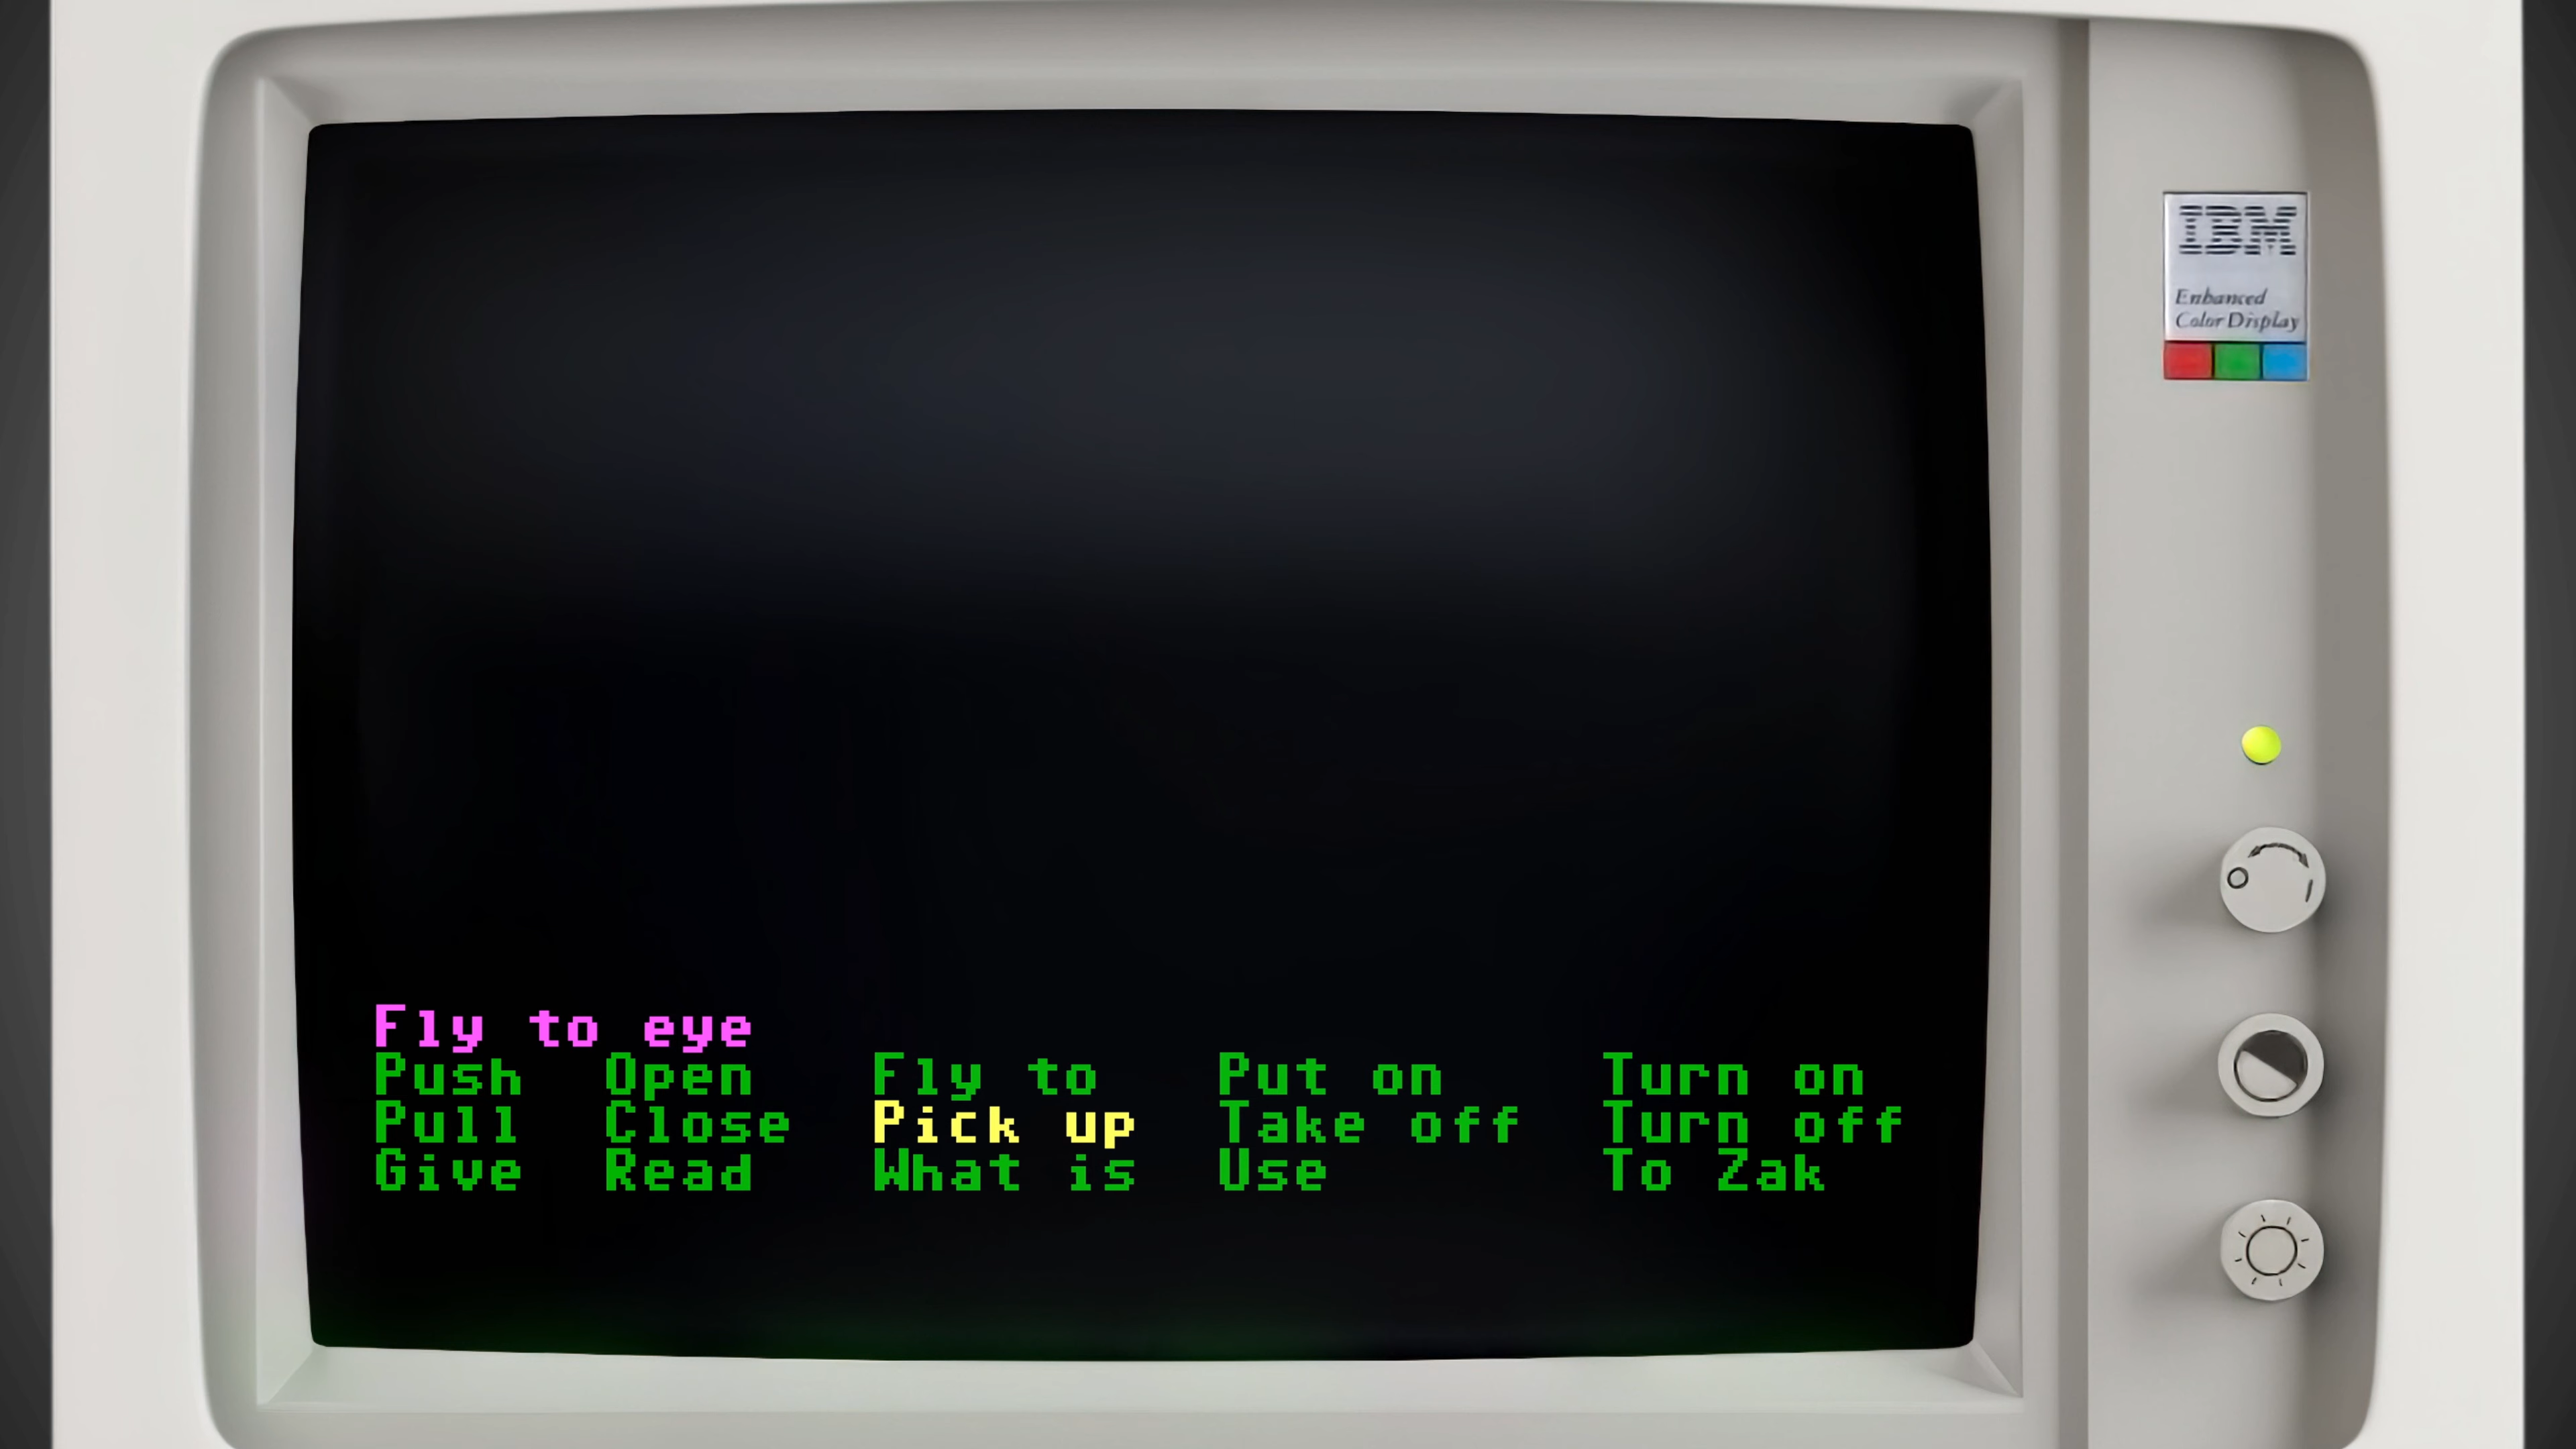 IBM
Enhanced
Color Display
Fly to eye
Push Open Fly to Put on Turn on
Pull Close Pick up Take off Turn off
Give Read What is Use To Zak